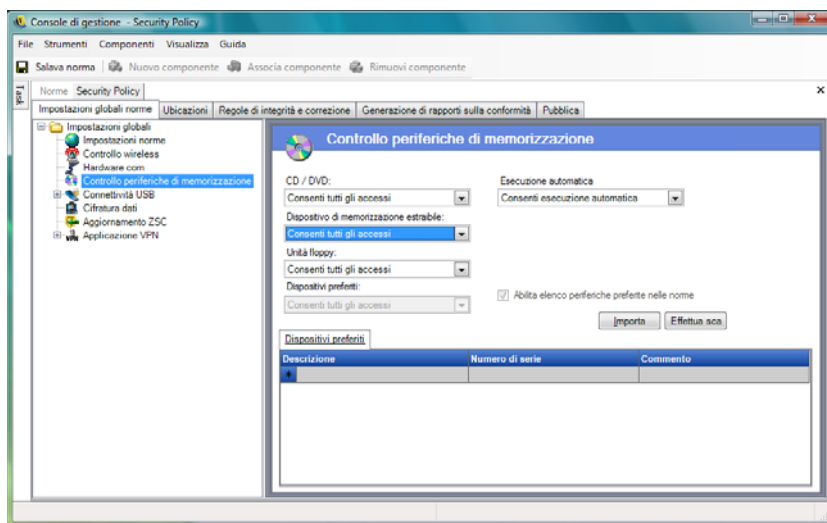 Console di gestione - Security Policy
File Strumenti Componenti Visualizza Guida
Salava norma Nuovo componente Associa componente Rimuovi componente
Task
Norme Security Policy
Impostazioni globali norme Ubicazioni Regole di integrità e correzione Generazione di rapporti sulla conformità Pubblica
Impostazioni globali
Impostazioni norme
Controllo wireless
Hardware com
Controllo periferiche di memorizzazione
Connettività USB
Cifratura dati
Aggiornamento ZSC
Applicazione VPN
Controllo periferiche di memorizzazione
CD / DVD:
Consenti tutti gli accessi
Esecuzione automatica
Consenti esecuzione automatica
Dispostivo di memorizzazione estraibile:
Consenti tutti gli accessi
Unità floppy:
Consenti tutti gli accessi
Dispositivi preferiti:
Consenti tutti gli accessi
Abilita elenco periferiche preferite nelle norme
Importa Effettua sca
Dispositivi preferiti
Descrizione Numero di serie Commento